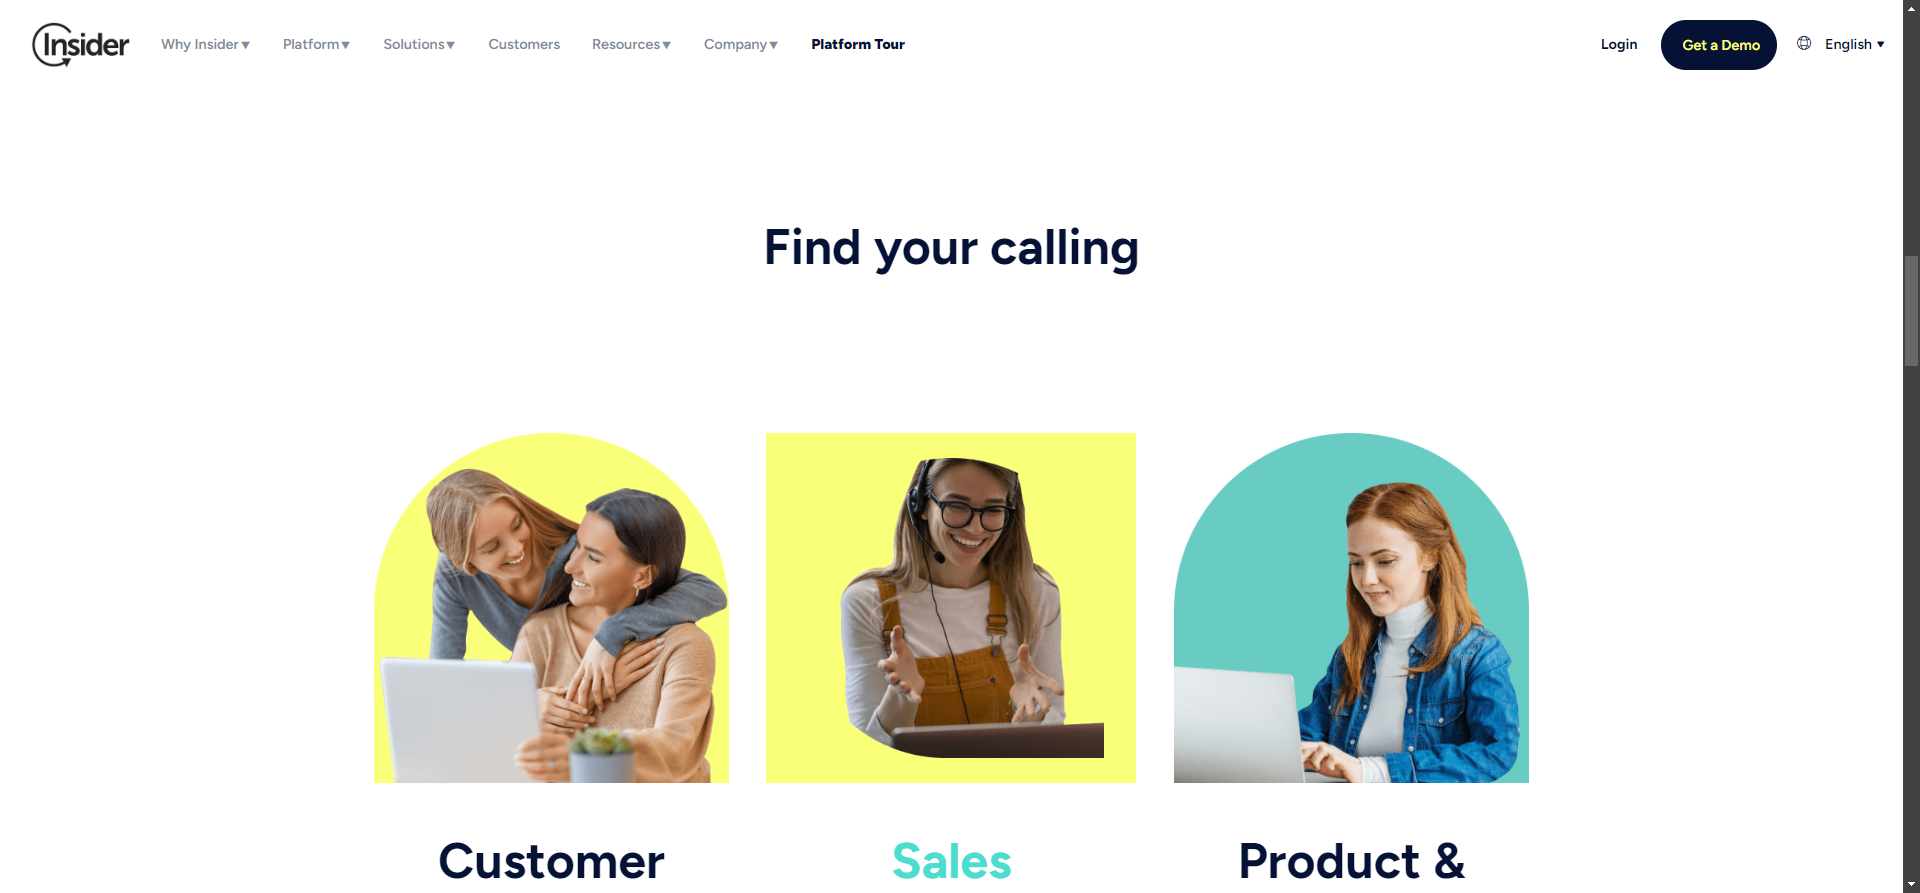 Insider
Why Insider▼ Platform▼ Solutions▼ Customers Resources▼ Company▼ Platform Tour Login Get a Demo English ▼
Find your calling
Customer
Sales
Product &